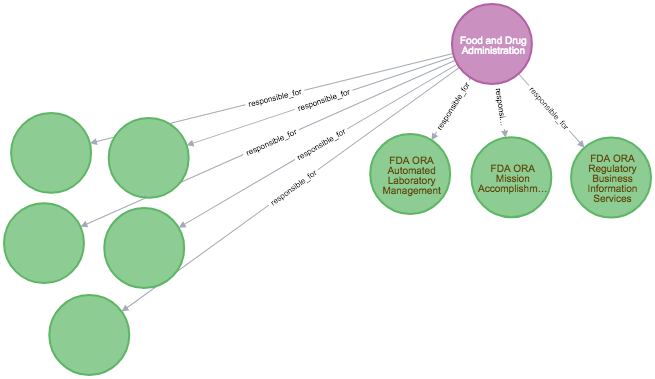 Food and Drug
Administration
responsible_for
responsible_for
responsible_for
responsible_for
responsible_for
responsible_for
responsi...
responsible_for
FDA ORA
Automated
Laboratory
Management
FDA ORA
Mission
Accomplishm...
FDA ORA
Regulatory
Business
Information
Services